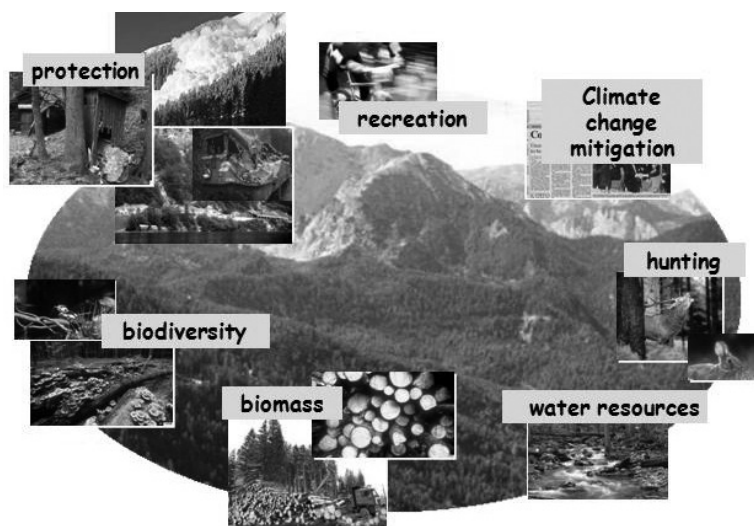 protection
recreation
Climate
change
mitigation
hunting
biodiversity
biomass
water resources